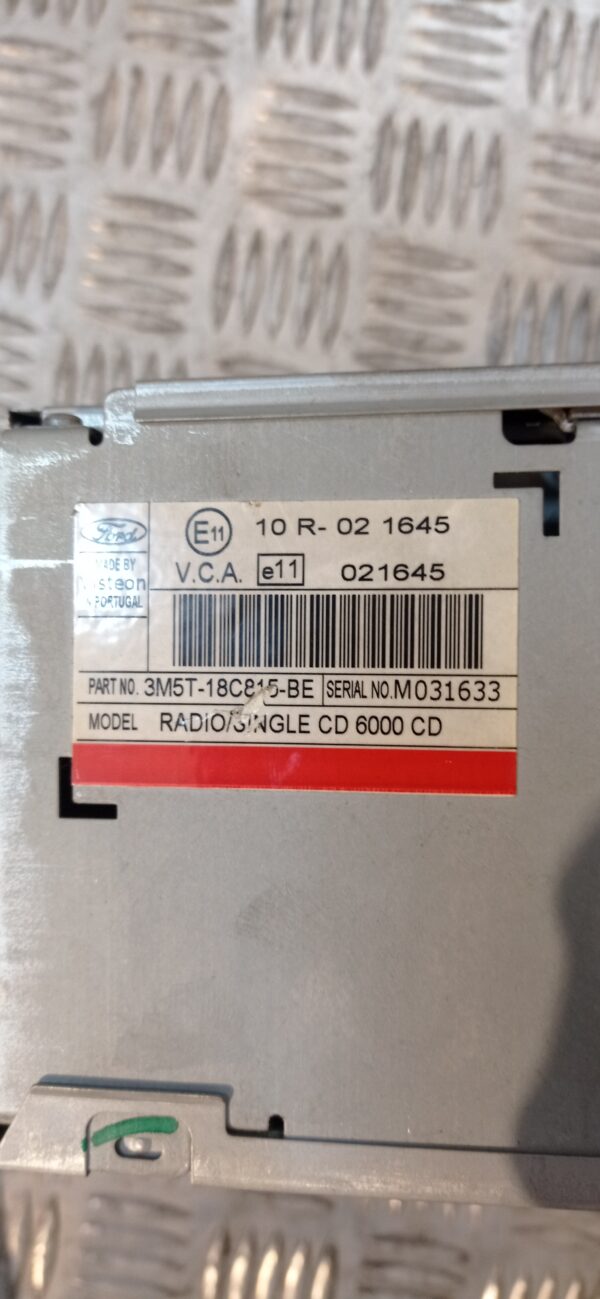 Ford
MADE BY
Visteon
IN PORTUGAL
E11 10 R- 02 1645
V.C.A. e11 021645
PART NO. 3M5T-18C815-BE SERIAL NO. M031633
MODEL RADIO/SINGLE CD 6000 CD